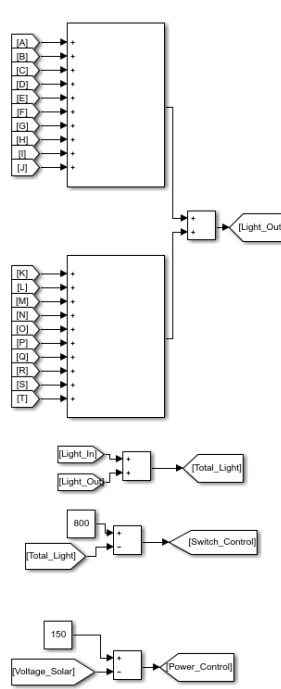 [A]
[B]
[C]
[D]
[E]
[F]
[G]
[H]
[I]
[J]
+
+
+
+
+
+
+
+
+
+
+
+
[Light_Out
[K]
[L]
[M]
[N]
[O]
[P]
[Q]
[R]
[S]
[T]
+
+
+
+
+
+
+
+
+
+
[Light_In]
[Light_Out]
+
+
[Total_Light]
800
[Total_Light]
+
−
[Switch_Control]
150
[Voltage_Solar]
+
−
[Power_Control]